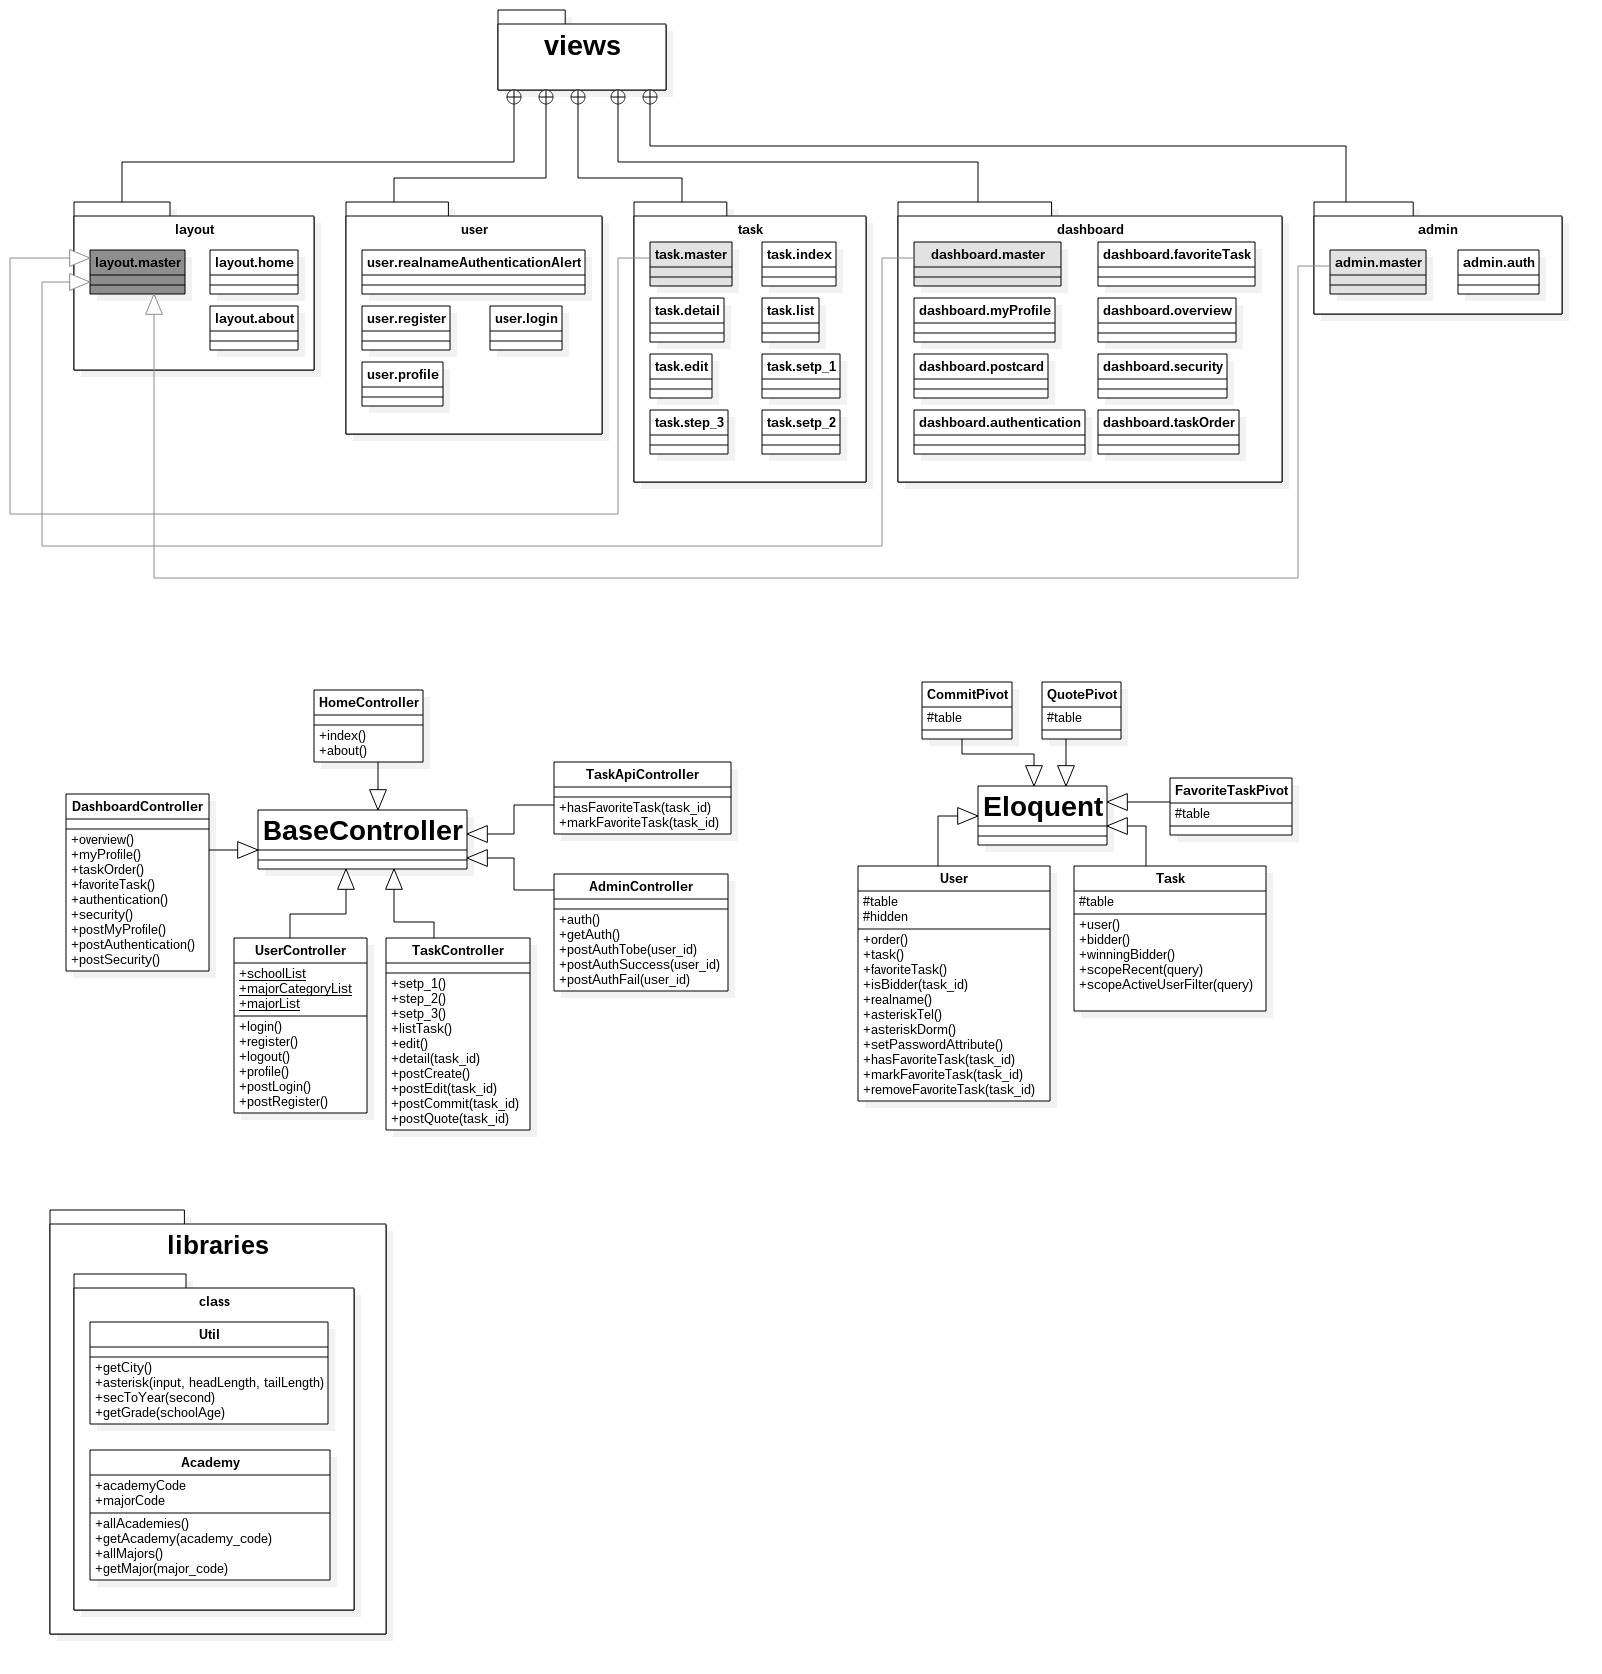 views
layout
layout.master
layout.home
layout.about
user
user.realnameAuthenticationAlert
user.register
user.login
user.profile
task
task.master
task.index
task.detail
task.list
task.edit
task.setp_1
task.step_3
task.setp_2
dashboard
dashboard.master
dashboard.favoriteTask
dashboard.myProfile
dashboard.overview
dashboard.postcard
dashboard.security
dashboard.authentication
dashboard.taskOrder
admin
admin.master
admin.auth
HomeController
+index()
+about()
DashboardController
+overview()
+myProfile()
+taskOrder()
+favoriteTask()
+authentication()
+security()
+postMyProfile()
+postAuthentication()
+postSecurity()
BaseController
TaskApiController
+hasFavoriteTask(task_id)
+markFavoriteTask(task_id)
AdminController
+auth()
+getAuth()
+postAuthTobe(user_id)
+postAuthSuccess(user_id)
+postAuthFail(user_id)
UserController
+schoolList
+majorCategoryList
+majorList
+login()
+register()
+logout()
+profile()
+postLogin()
+postRegister()
TaskController
+setp_1()
+step_2()
+setp_3()
+listTask()
+edit()
+detail(task_id)
+postCreate()
+postEdit(task_id)
+postCommit(task_id)
+postQuote(task_id)
CommitPivot
#table
QuotePivot
#table
Eloquent
FavoriteTaskPivot
#table
User
#table
#hidden
+order()
+task()
+favoriteTask()
+isBidder(task_id)
+realname()
+asteriskTel()
+asteriskDorm()
+setPasswordAttribute()
+hasFavoriteTask(task_id)
+markFavoriteTask(task_id)
+removeFavoriteTask(task_id)
Task
#table
+user()
+bidder()
+winningBidder()
+scopeRecent(query)
+scopeActiveUserFilter(query)
libraries
class
Util
+getCity()
+asterisk(input, headLength, tailLength)
+secToYear(second)
+getGrade(schoolAge)
Academy
+academyCode
+majorCode
+allAcademies()
+getAcademy(academy_code)
+allMajors()
+getMajor(major_code)